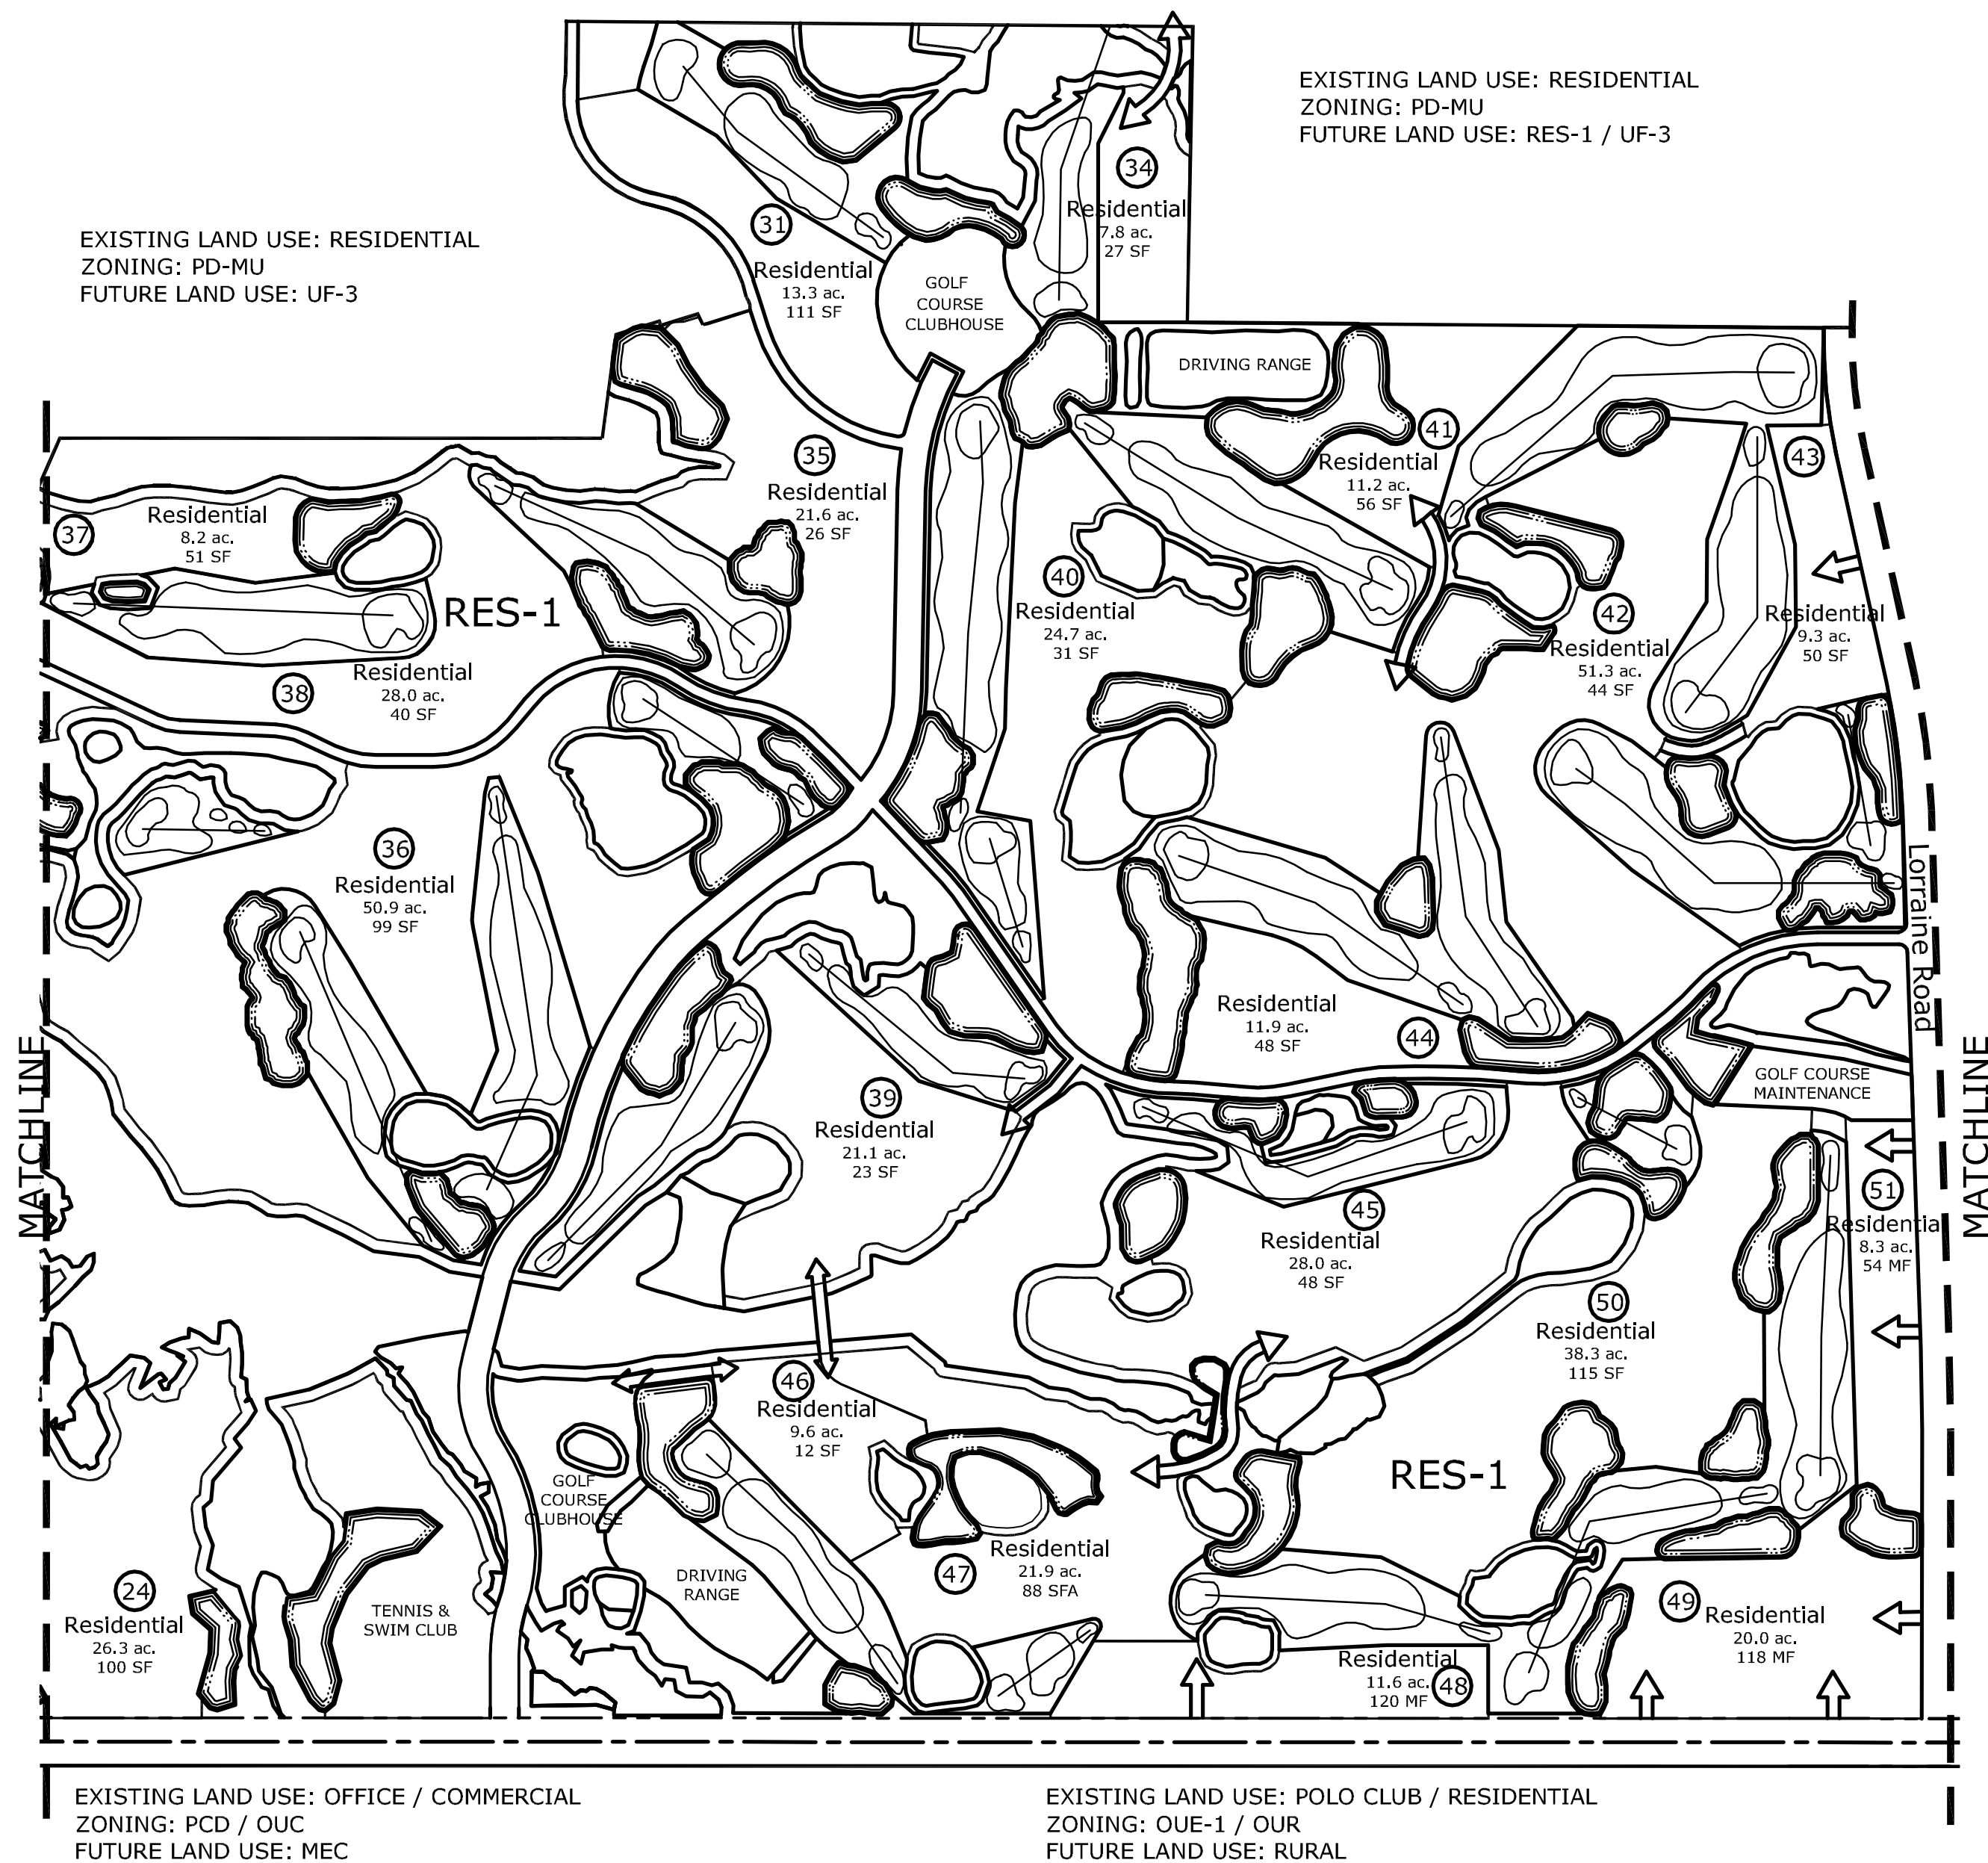 EXISTING LAND USE: RESIDENTIAL
ZONING: PD-MU
FUTURE LAND USE: RES-1 / UF-3
EXISTING LAND USE: RESIDENTIAL
ZONING: PD-MU
FUTURE LAND USE: UF-3
34
Residential
7.8 ac.
27 SF
31
Residential
13.3 ac.
111 SF
GOLF
COURSE
CLUBHOUSE
DRIVING RANGE
41
Residential
11.2 ac.
56 SF
43
Residential
9.3 ac.
50 SF
35
Residential
21.6 ac.
26 SF
37
Residential
8.2 ac.
51 SF
RES-1
40
Residential
24.7 ac.
31 SF
42
Residential
51.3 ac.
44 SF
38
Residential
28.0 ac.
40 SF
36
Residential
50.9 ac.
99 SF
Lorraine Road
Residential
11.9 ac.
48 SF
44
GOLF COURSE
MAINTENANCE
MATCHLINE
MATCHLINE
39
Residential
21.1 ac.
23 SF
45
Residential
28.0 ac.
48 SF
51
Residential
8.3 ac.
54 MF
50
Residential
38.3 ac.
115 SF
46
Residential
9.6 ac.
12 SF
RES-1
GOLF
COURSE
CLUBHOUSE
47
Residential
21.9 ac.
88 SFA
DRIVING
RANGE
24
Residential
26.3 ac.
100 SF
TENNIS &
SWIM CLUB
49
Residential
20.0 ac.
118 MF
Residential
11.6 ac.
120 MF
48
EXISTING LAND USE: OFFICE / COMMERCIAL
ZONING: PCD / OUC
FUTURE LAND USE: MEC
EXISTING LAND USE: POLO CLUB / RESIDENTIAL
ZONING: OUE-1 / OUR
FUTURE LAND USE: RURAL